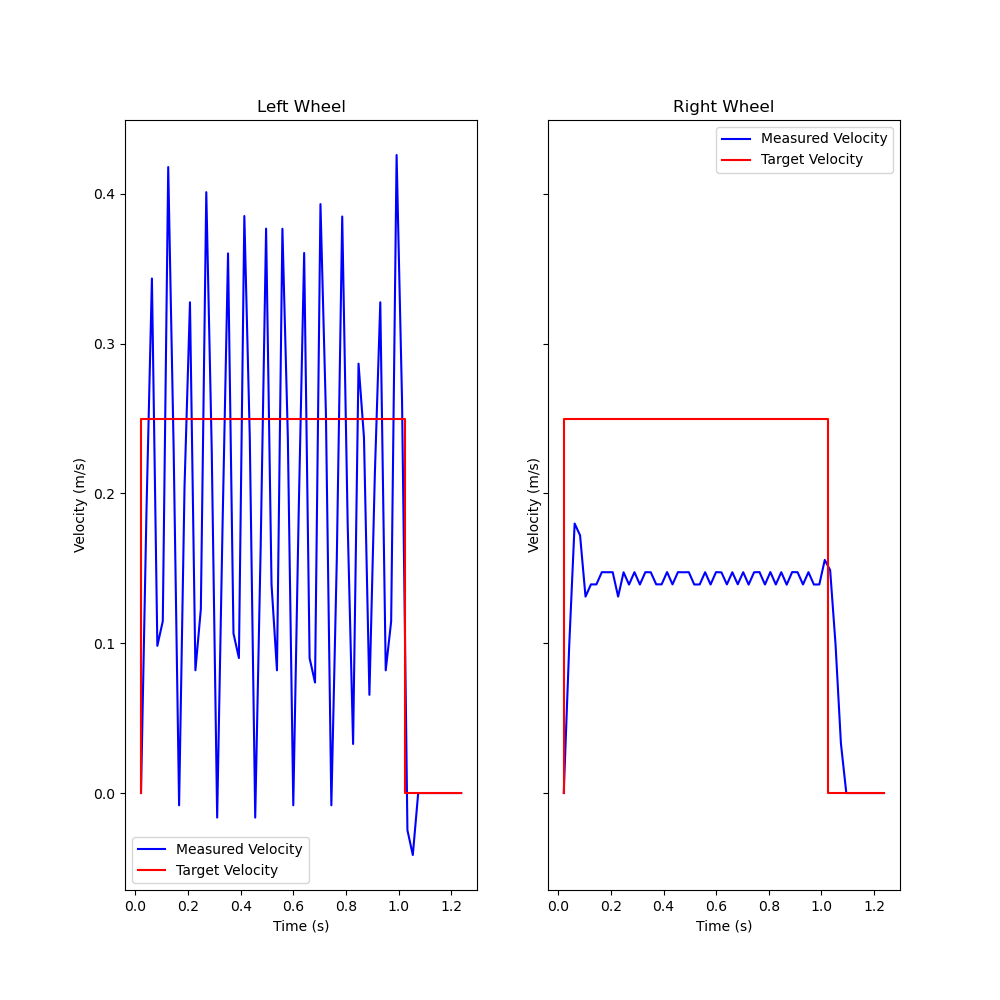 Left Wheel
Velocity (m/s)
0.4
0.3
0.2
0.1
0.0
Measured Velocity
Target Velocity
0.0 0.2 0.4 0.6 0.8 1.0 1.2
Time (s)
Right Wheel
Measured Velocity
Target Velocity
Velocity (m/s)
0.0 0.2 0.4 0.6 0.8 1.0 1.2
Time (s)